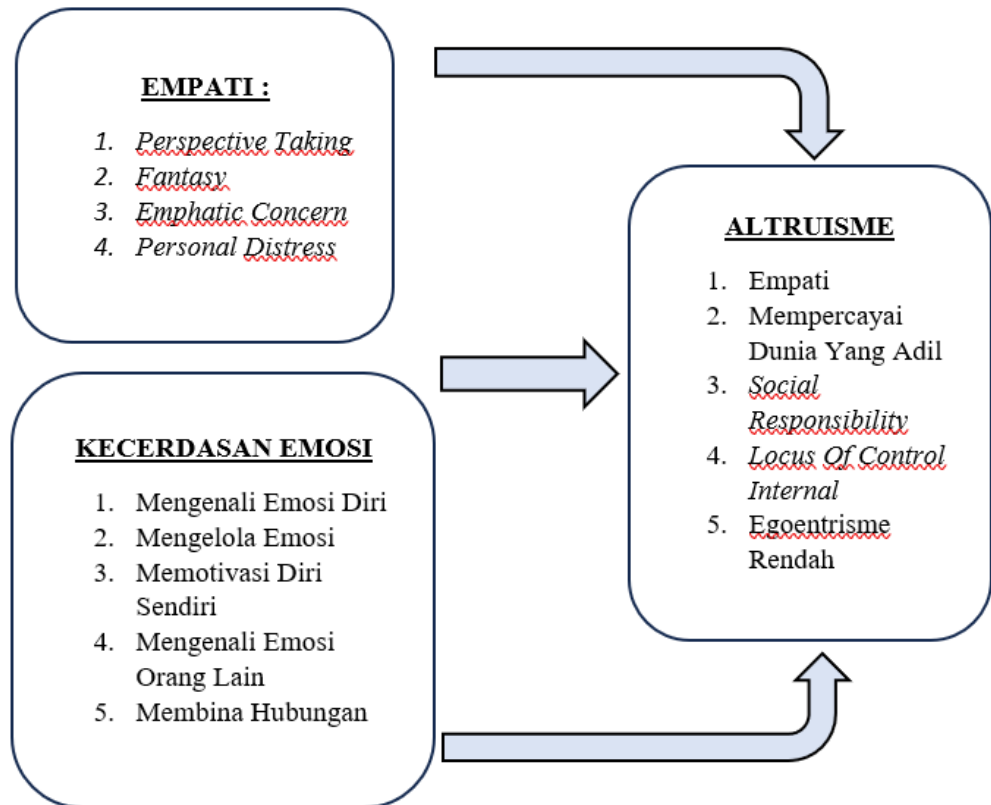 EMPATI :
1. Perspective Taking
2. Fantasy
3. Emphatic Concern
4. Personal Distress
KECERDASAN EMOSI
1. Mengenali Emosi Diri
2. Mengelola Emosi
3. Memotivasi Diri
Sendiri
4. Mengenali Emosi
Orang Lain
5. Membina Hubungan
ALTRUISME
1. Empati
2. Mempercayai
Dunia Yang Adil
3. Social
Responsibility
4. Locus Of Control
Internal
5. Egoentrisme
Rendah